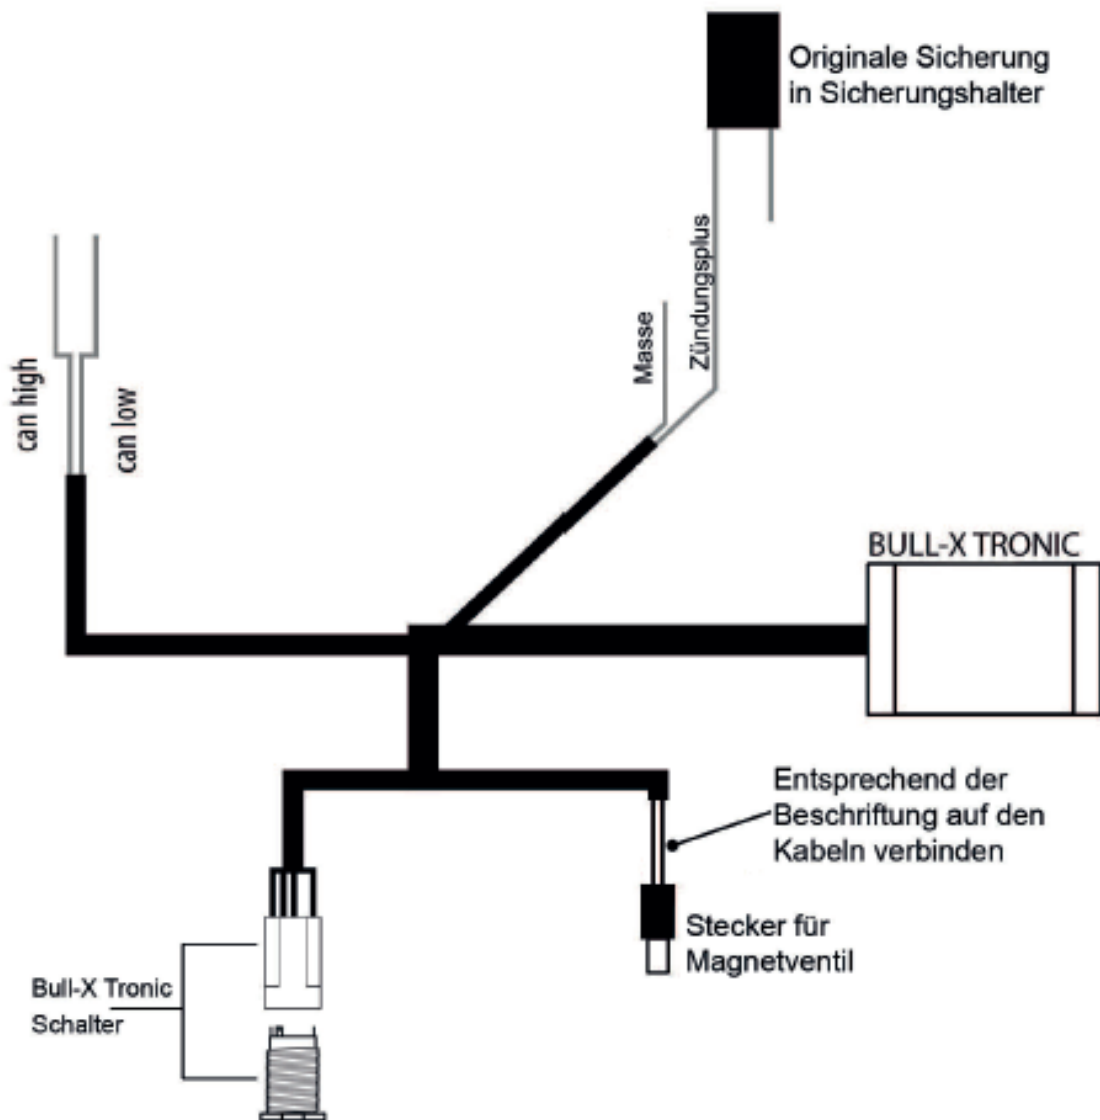 Originale Sicherung
in Sicherungshalter
Zündungsplus
Masse
can high
can low
BULL-X TRONIC
Entsprechend der
Beschriftung auf den
Kabeln verbinden
Stecker für
Magnetventil
Bull-X Tronic
Schalter